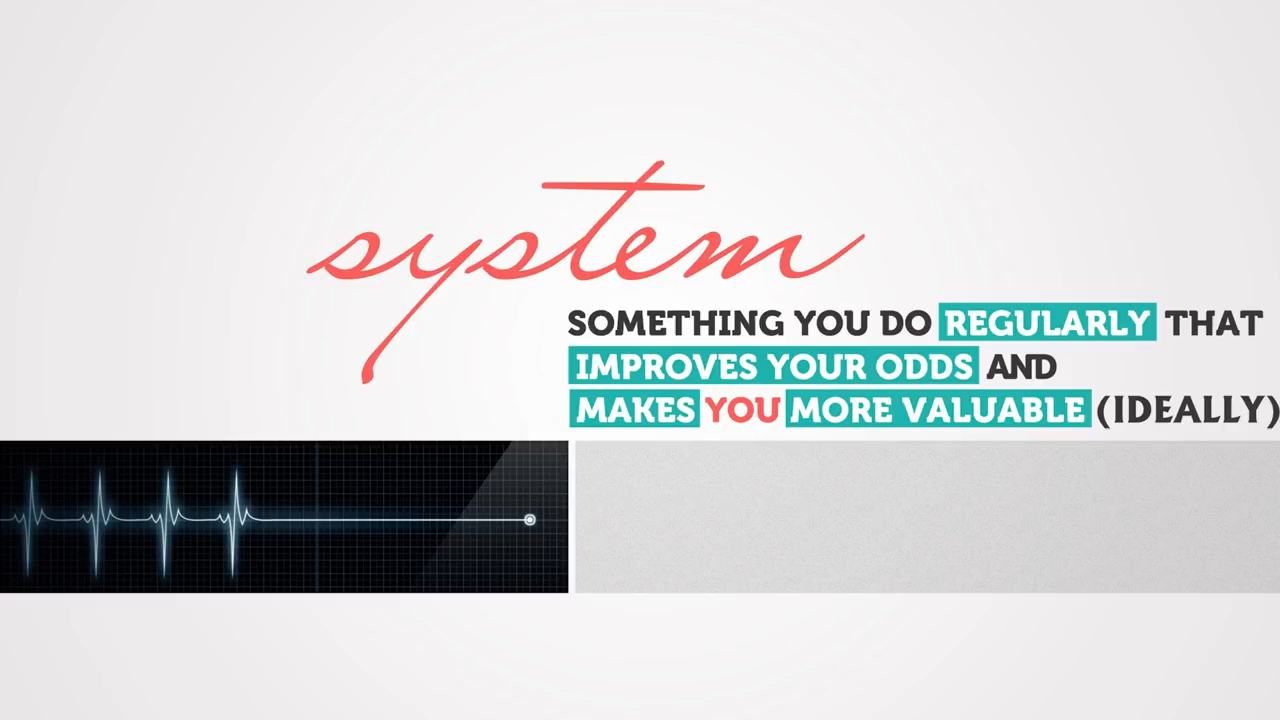 system
SOMETHING YOU DO REGULARLY THAT
IMPROVES YOUR ODDS AND
MAKES YOU MORE VALUABLE (IDEALLY)